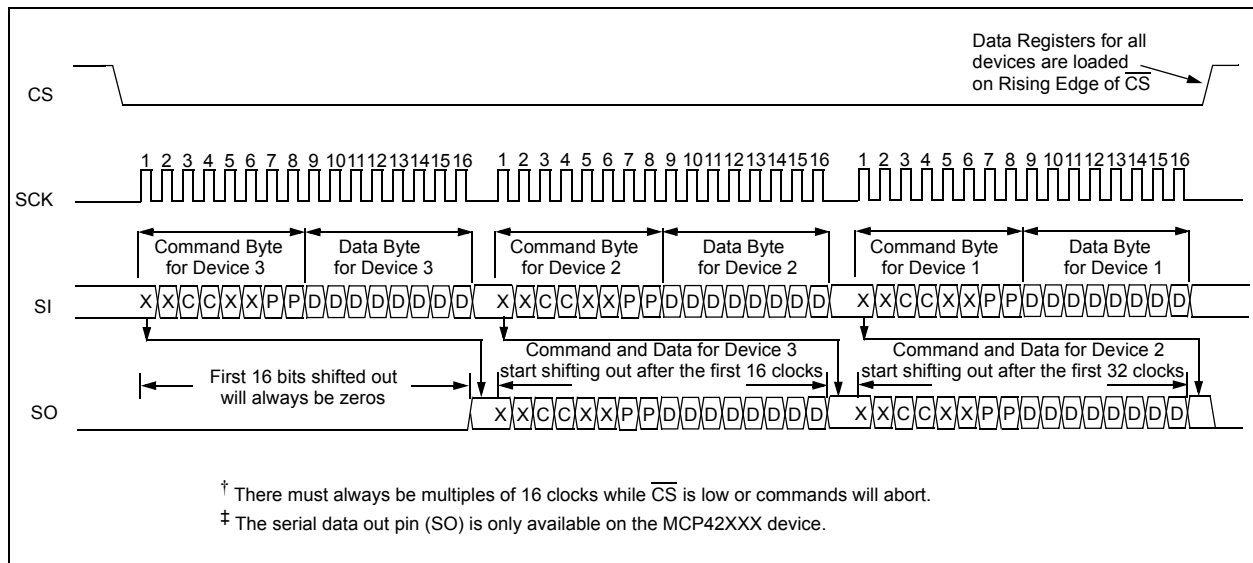 Data Registers for all
devices are loaded
on Rising Edge of CS
CS
1 2 3 4 5 6 7 8 9 10 11 12 13 14 15 16 1 2 3 4 5 6 7 8 9 10 11 12 13 14 15 16 1 2 3 4 5 6 7 8 9 10 11 12 13 14 15 16
SCK
Command Byte
for Device 3
Data Byte
for Device 3
Command Byte
for Device 2
Data Byte
for Device 2
Command Byte
for Device 1
Data Byte
for Device 1
SI
X X C C X X P P D D D D D D D D X X C C X X P P D D D D D D D D X X C C X X P P D D D D D D D D
First 16 bits shifted out
will always be zeros
Command and Data for Device 3
start shifting out after the first 16 clocks
Command and Data for Device 2
start shifting out after the first 32 clocks
SO
X X C C X X P P D D D D D D D D X X C C X X P P D D D D D D D D
† There must always be multiples of 16 clocks while CS is low or commands will abort.
‡ The serial data out pin (SO) is only available on the MCP42XXX device.